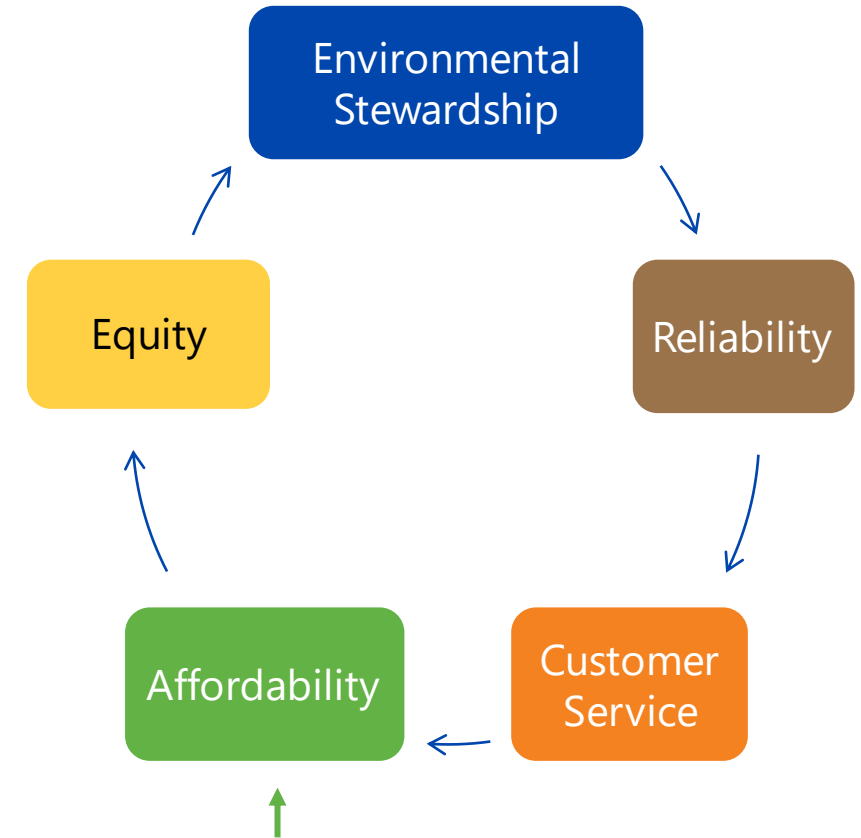 Environmental
Stewardship
Equity
Reliability
Affordability
Customer
Service